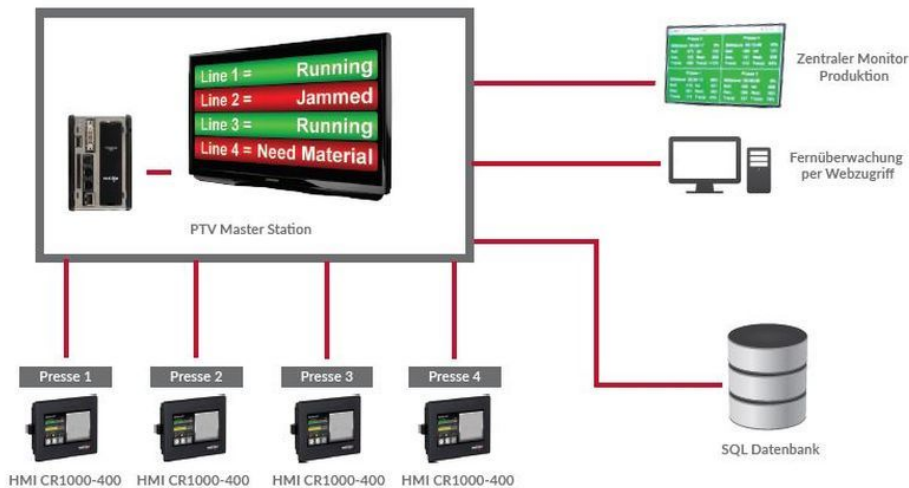 Line 1 = Running
Line 2 = Jammed
Line 3 = Running
Line 4 = Need Material
PTV Master Station
Zentraler Monitor
Produktion
Fernüberwachung
per Webzugriff
Presse 1
Presse 2
Presse 3
Presse 4
HMI CR1000-400
HMI CR1000-400
HMI CR1000-400
HMI CR1000-400
SQL Datenbank